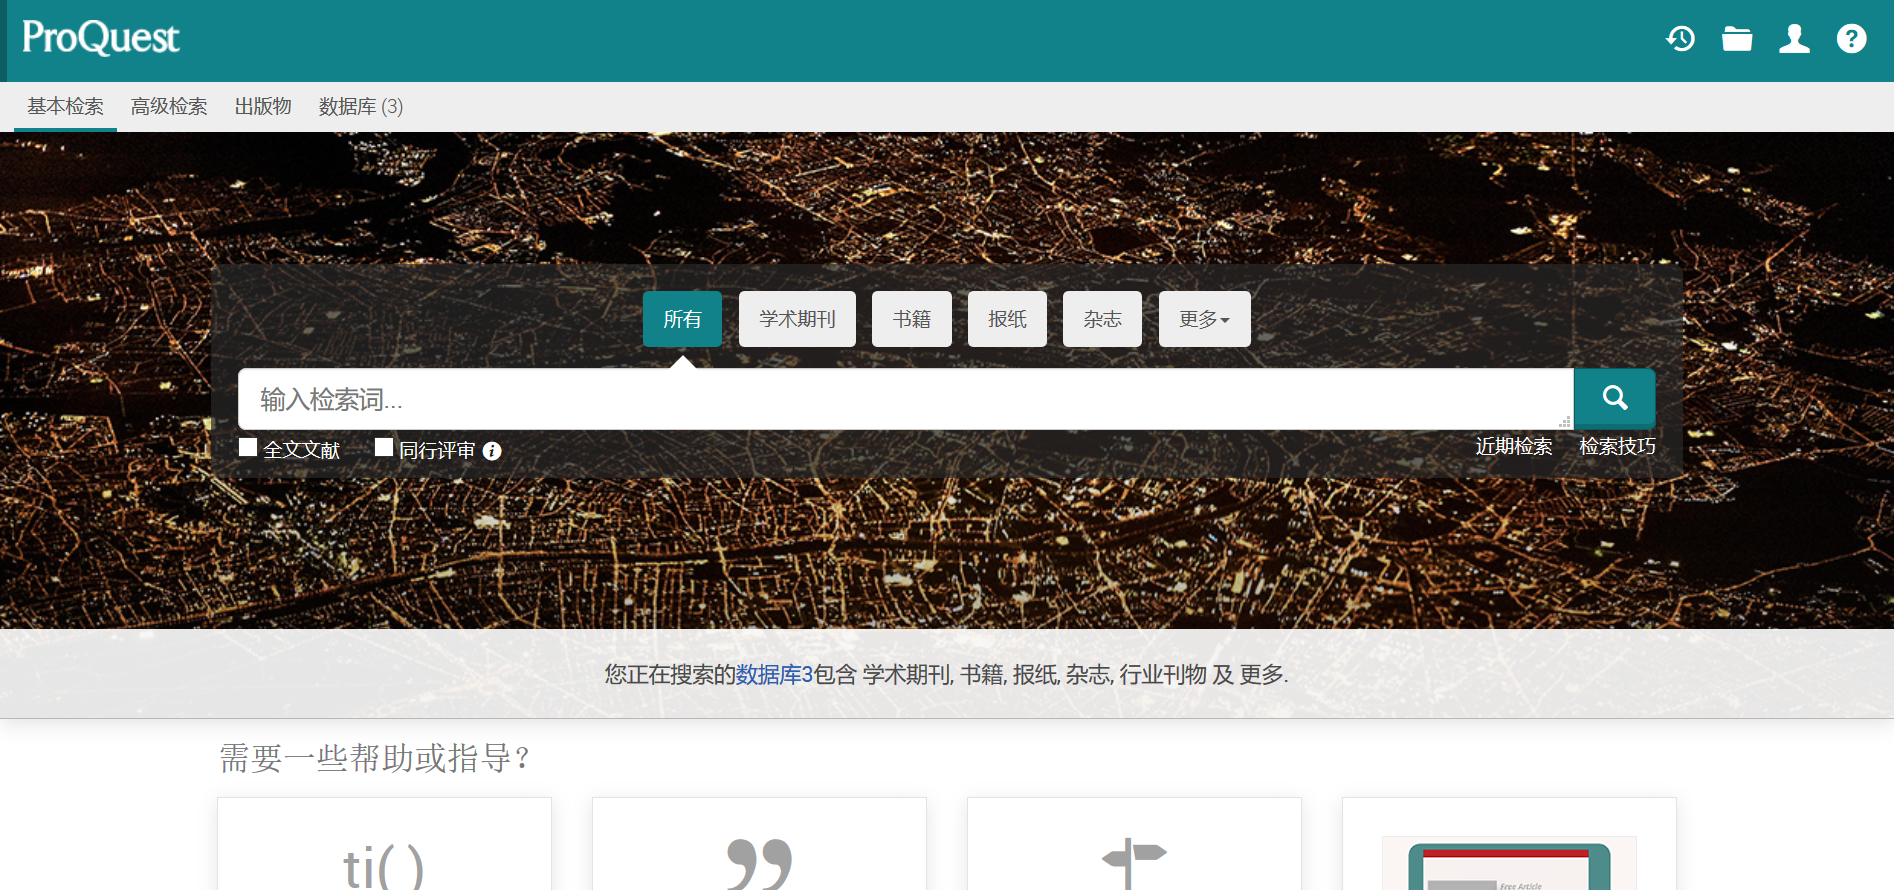 ProQuest
基本检索 高级检索 出版物 数据库 (3)
所有 学术期刊 书籍 报纸 杂志 更多
输入检索词...
全文文献 同行评审 近期检索 检索技巧
您正在搜索的数据库3包含 学术期刊, 书籍, 报纸, 杂志, 行业刊物 及 更多.
需要一些帮助或指导?
ti( )
Free Article